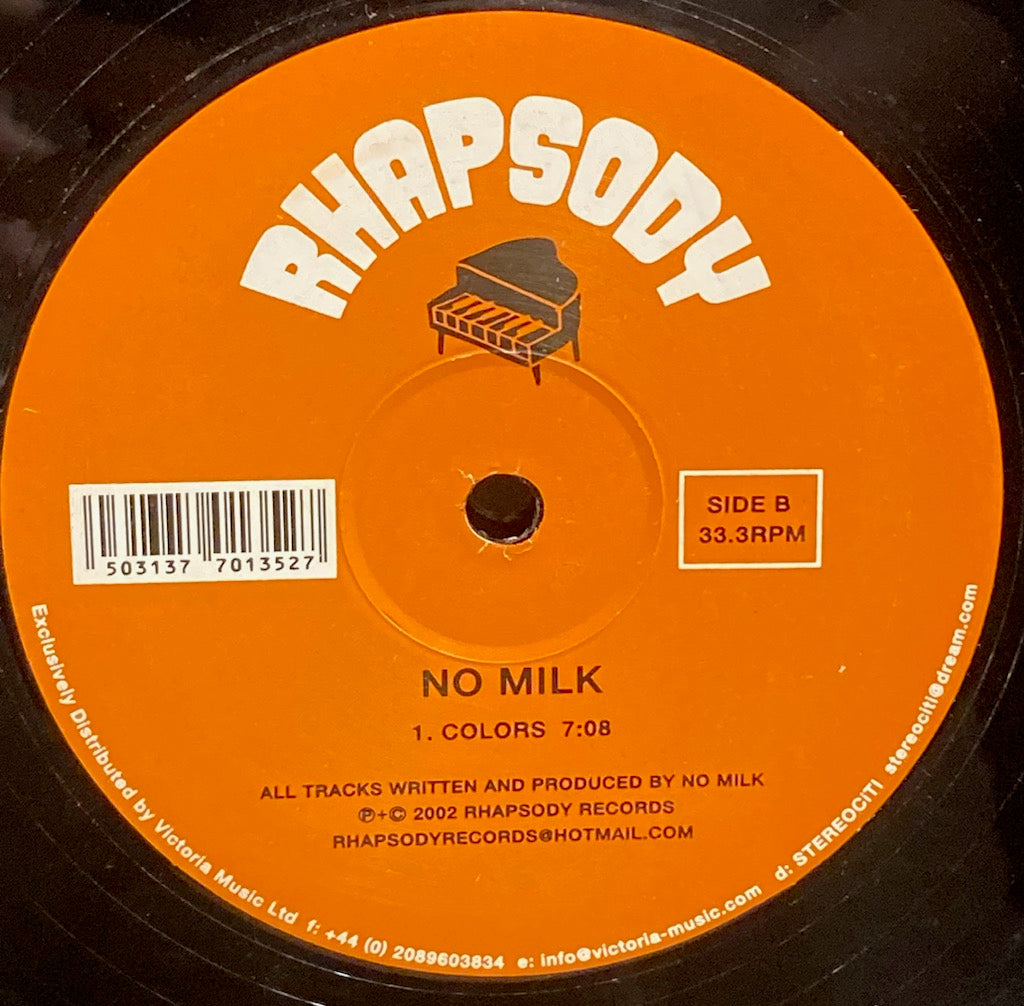 RHAPSODY
503137 7013527
SIDE B
33.3RPM
NO MILK
1. COLORS 7:08
ALL TRACKS WRITTEN AND PRODUCED BY NO MILK
℗+© 2002 RHAPSODY RECORDS
RHAPSODYRECORDS@HOTMAIL.COM
Exclusively Distributed by Victoria Music Ltd f: +44 (0) 2089603834 e: info@victoria-music.com d: STEREOCITI stereociti@dream.com